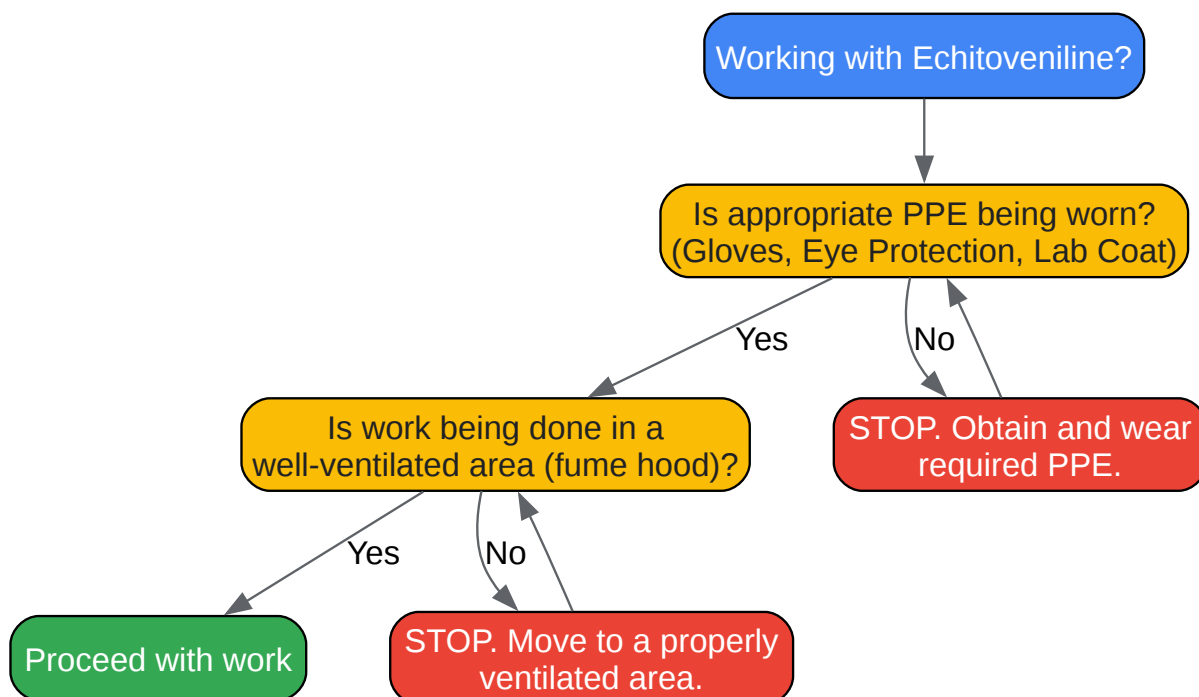 Working with Echitoveniline?
Is appropriate PPE being worn?
(Gloves, Eye Protection, Lab Coat)
Yes
No
Is work being done in a
well-ventilated area (fume hood)?
STOP. Obtain and wear
required PPE.
Yes
No
Proceed with work
STOP. Move to a properly
ventilated area.